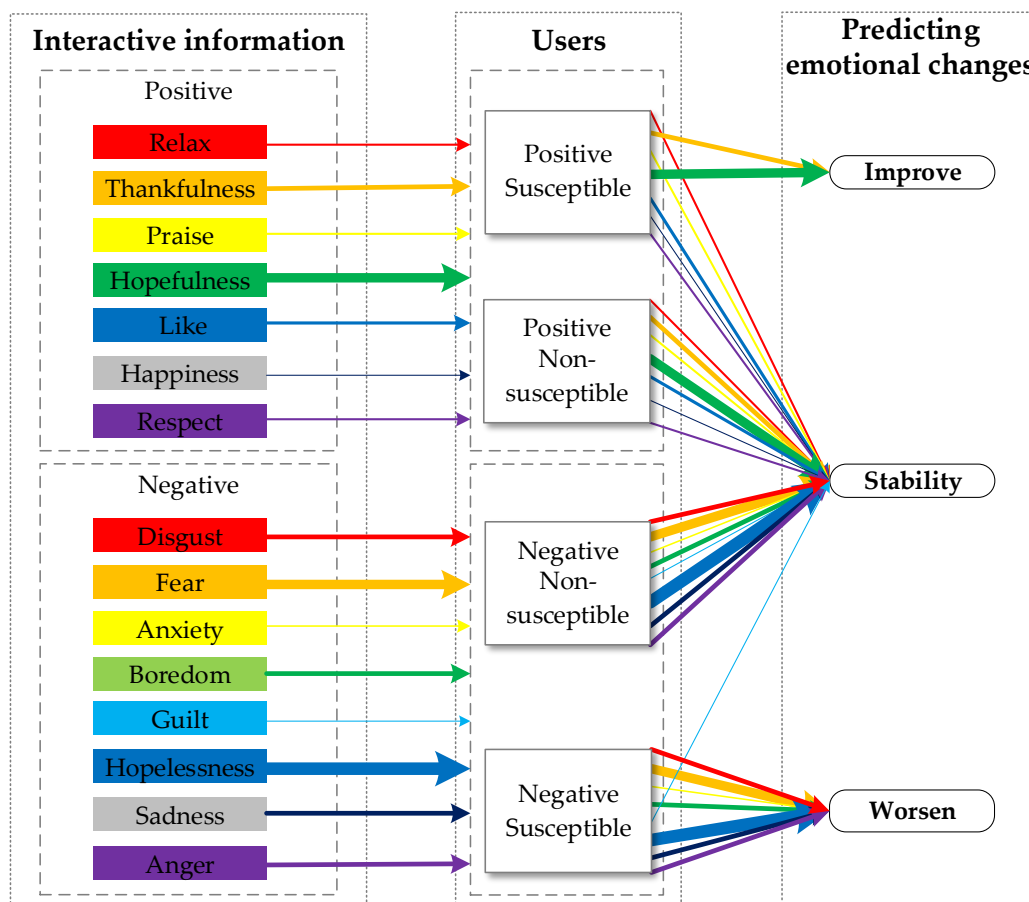 Interactive information
Positive
Relax
Thankfulness
Praise
Hopefulness
Like
Happiness
Respect
Negative
Disgust
Fear
Anxiety
Boredom
Guilt
Hopelessness
Sadness
Anger
Users
Positive
Susceptible
Positive
Non-
susceptible
Negative
Non-
susceptible
Negative
Susceptible
Predicting
emotional changes
Improve
Stability
Worsen